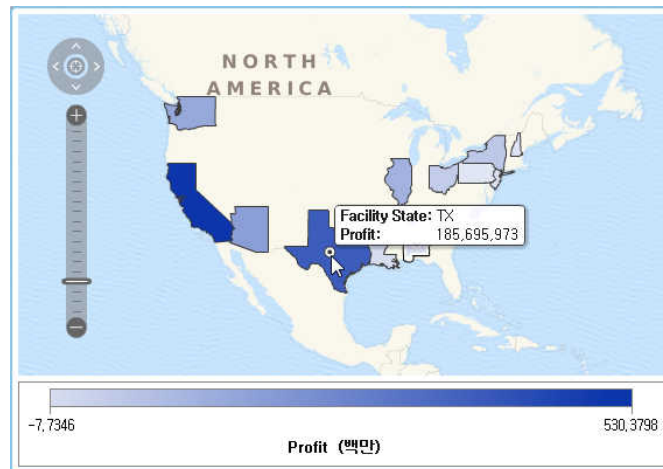 NORTH
AMERICA
Facility State: TX
Profit: 185,695,973
-7,7346 530,3798
Profit (백만)